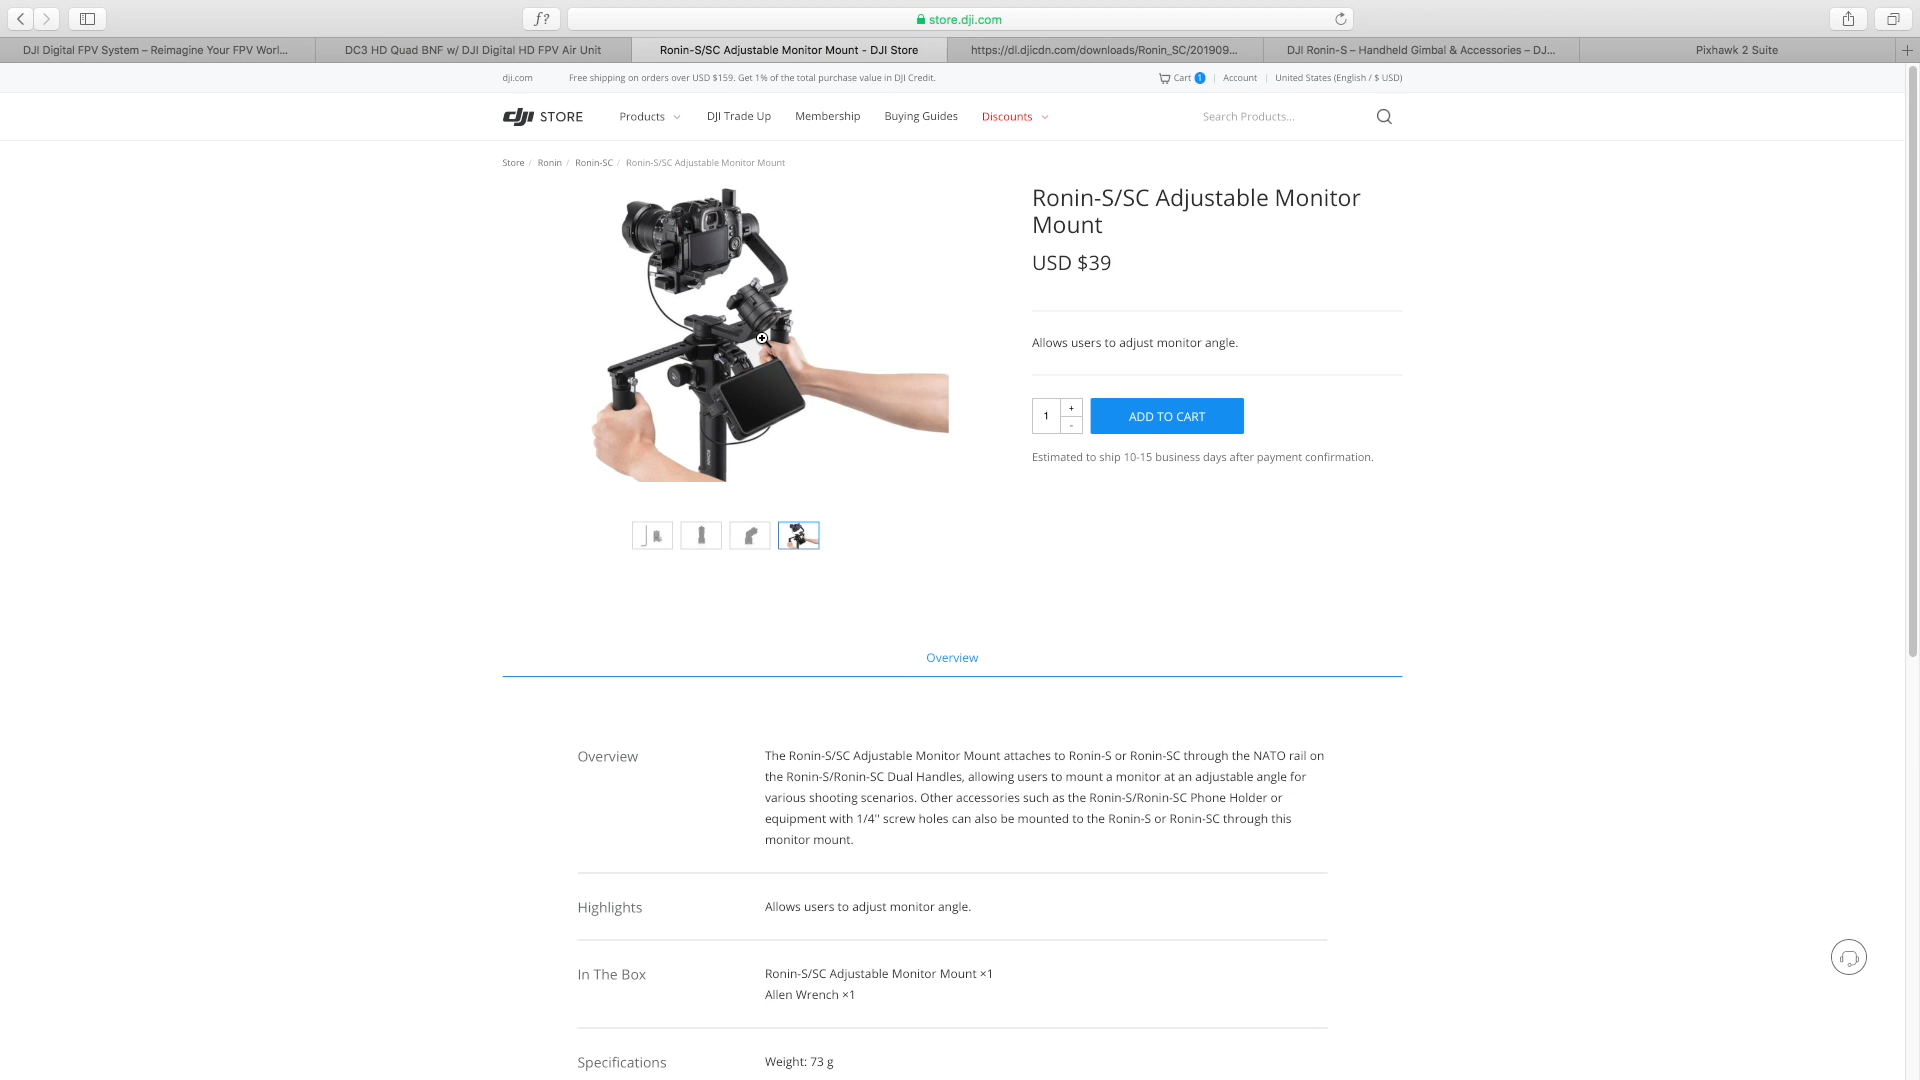 ƒ?
store.dji.com
DJI Digital FPV System – Reimagine Your FPV Worl...
DC3 HD Quad BNF w/ DJI Digital HD FPV Air Unit
Ronin-S/SC Adjustable Monitor Mount - DJI Store
https://dl.djicdn.com/downloads/Ronin_SC/201909...
DJI Ronin-S – Handheld Gimbal & Accessories – DJ...
Pixhawk 2 Suite
dji.com
Free shipping on orders over USD $159. Get 1% of the total purchase value in DJI Credit.
Cart 1
Account
United States (English / $ USD)
dji STORE
Products
DJI Trade Up
Membership
Buying Guides
Discounts
Search Products...
Store / Ronin / Ronin-SC / Ronin-S/SC Adjustable Monitor Mount
Ronin-S/SC Adjustable Monitor
Mount
USD $39
Allows users to adjust monitor angle.
1 + -
ADD TO CART
Estimated to ship 10-15 business days after payment confirmation.
Overview
Overview
The Ronin-S/SC Adjustable Monitor Mount attaches to Ronin-S or Ronin-SC through the NATO rail on
the Ronin-S/Ronin-SC Dual Handles, allowing users to mount a monitor at an adjustable angle for
various shooting scenarios. Other accessories such as the Ronin-S/Ronin-SC Phone Holder or
equipment with 1/4" screw holes can also be mounted to the Ronin-S or Ronin-SC through this
monitor mount.
Highlights
Allows users to adjust monitor angle.
In The Box
Ronin-S/SC Adjustable Monitor Mount ×1
Allen Wrench ×1
Specifications
Weight: 73 g